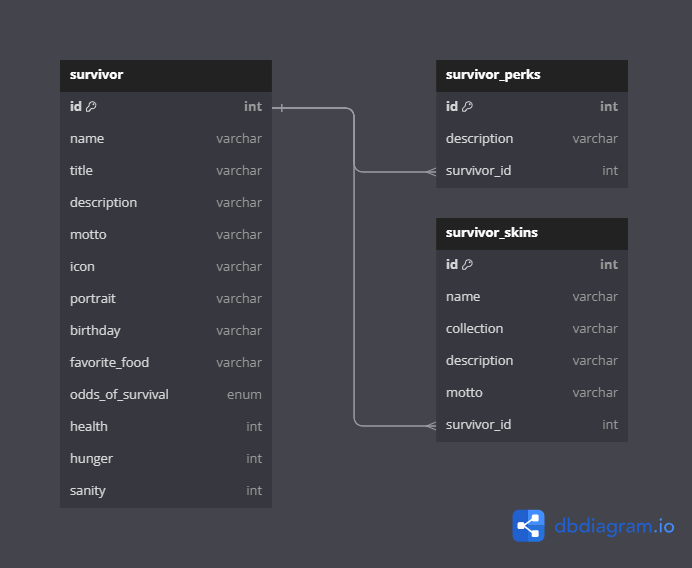 survivor
id int
name varchar
title varchar
description varchar
motto varchar
icon varchar
portrait varchar
birthday varchar
favorite_food varchar
odds_of_survival enum
health int
hunger int
sanity int
survivor_perks
id int
description varchar
survivor_id int
survivor_skins
id int
name varchar
collection varchar
description varchar
motto varchar
survivor_id int
dbdiagram.io